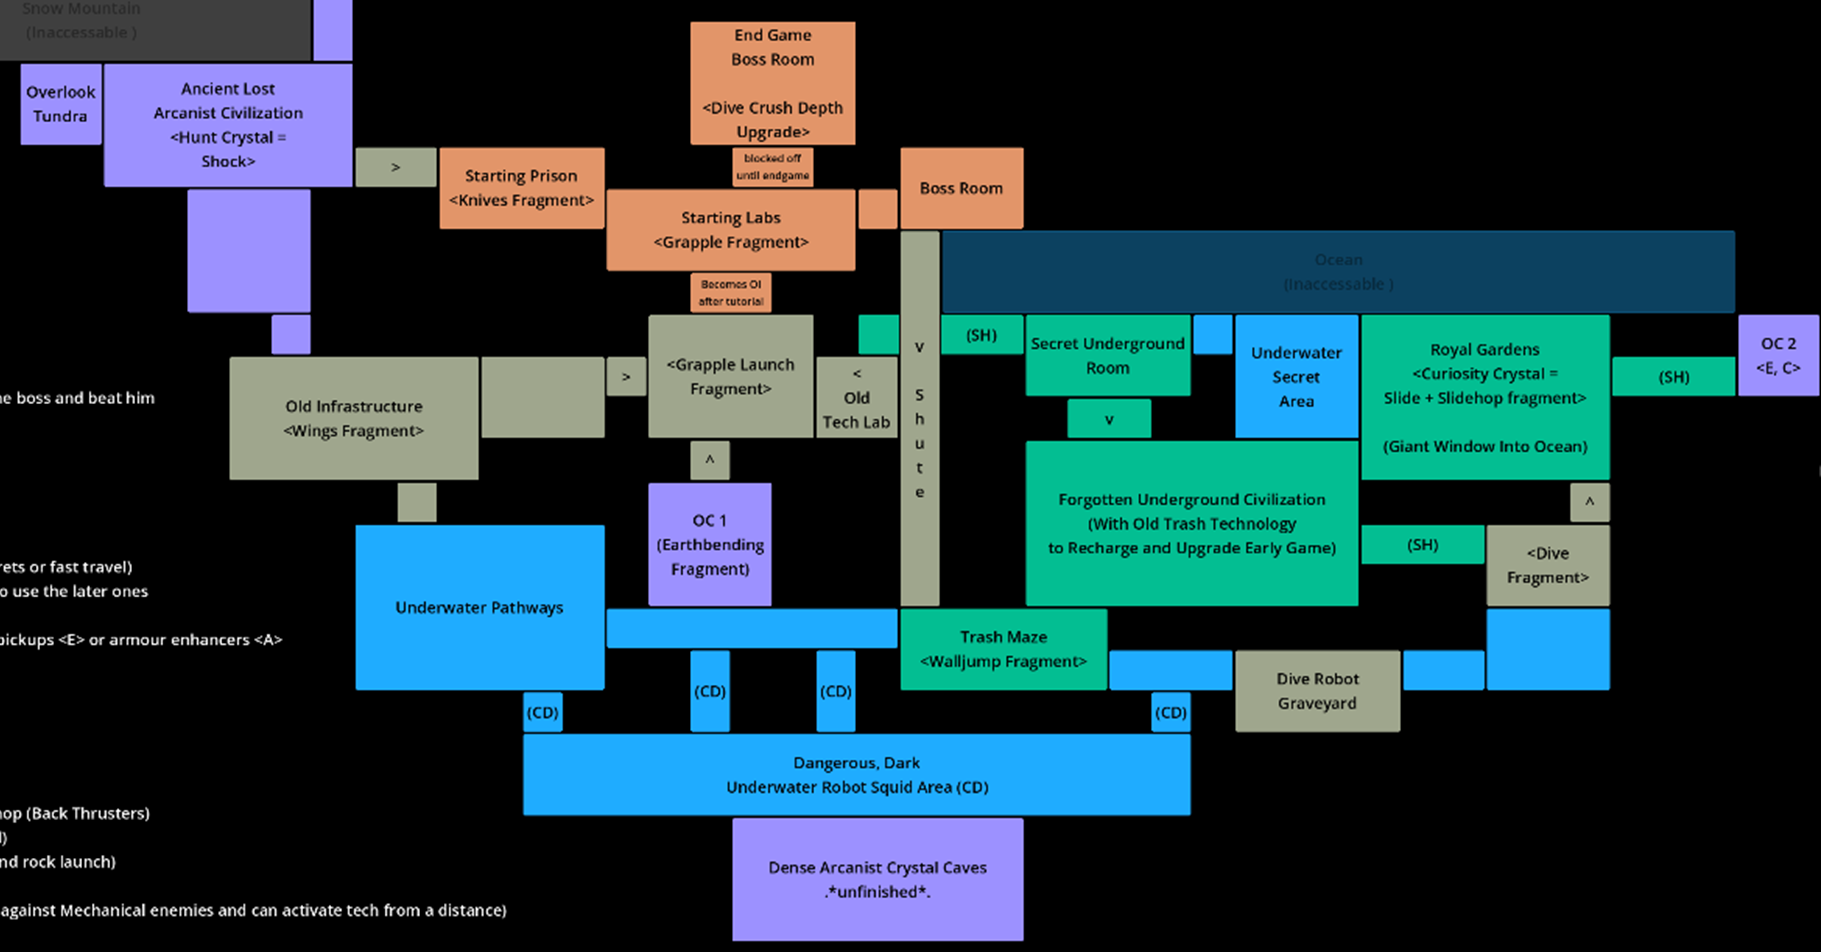 Snow Mountain
(Inaccessable )
Overlook
Tundra
Ancient Lost
Arcanist Civilization
<Hunt Crystal =
Shock>
>
Starting Prison
<Knives Fragment>
End Game
Boss Room
<Dive Crush Depth
Upgrade>
blocked off
until endgame
Starting Labs
<Grapple Fragment>
Boss Room
Becomes OI
after tutorial
Ocean
(Inaccessable )
Old Infrastructure
<Wings Fragment>
>
<Grapple Launch
Fragment>
<
Old
Tech Lab
v
S
h
u
t
e
(SH)
Secret Underground
Room
v
Underwater
Secret
Area
Royal Gardens
<Curiosity Crystal =
Slide + Slidehop fragment>
(Giant Window Into Ocean)
(SH)
OC 2
<E, C>
^
OC 1
(Earthbending
Fragment)
Forgotten Underground Civilization
(With Old Trash Technology
to Recharge and Upgrade Early Game)
(SH)
^
<Dive
Fragment>
Underwater Pathways
Trash Maze
<Walljump Fragment>
Dive Robot
Graveyard
(CD)
(CD)
(CD)
(CD)
Dangerous, Dark
Underwater Robot Squid Area (CD)
Dense Arcanist Crystal Caves
.*unfinished*.
boss and beat him
or fast travel)
use the later ones
pickups <E> or armour enhancers <A>
(Back Thrusters)
rock launch)
against Mechanical enemies and can activate tech from a distance)